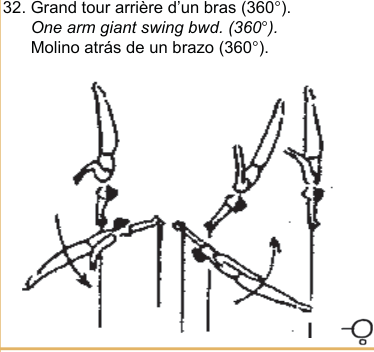 32. Grand tour arrière d'un bras (360°).
One arm giant swing bwd. (360°).
Molino atrás de un brazo (360°).